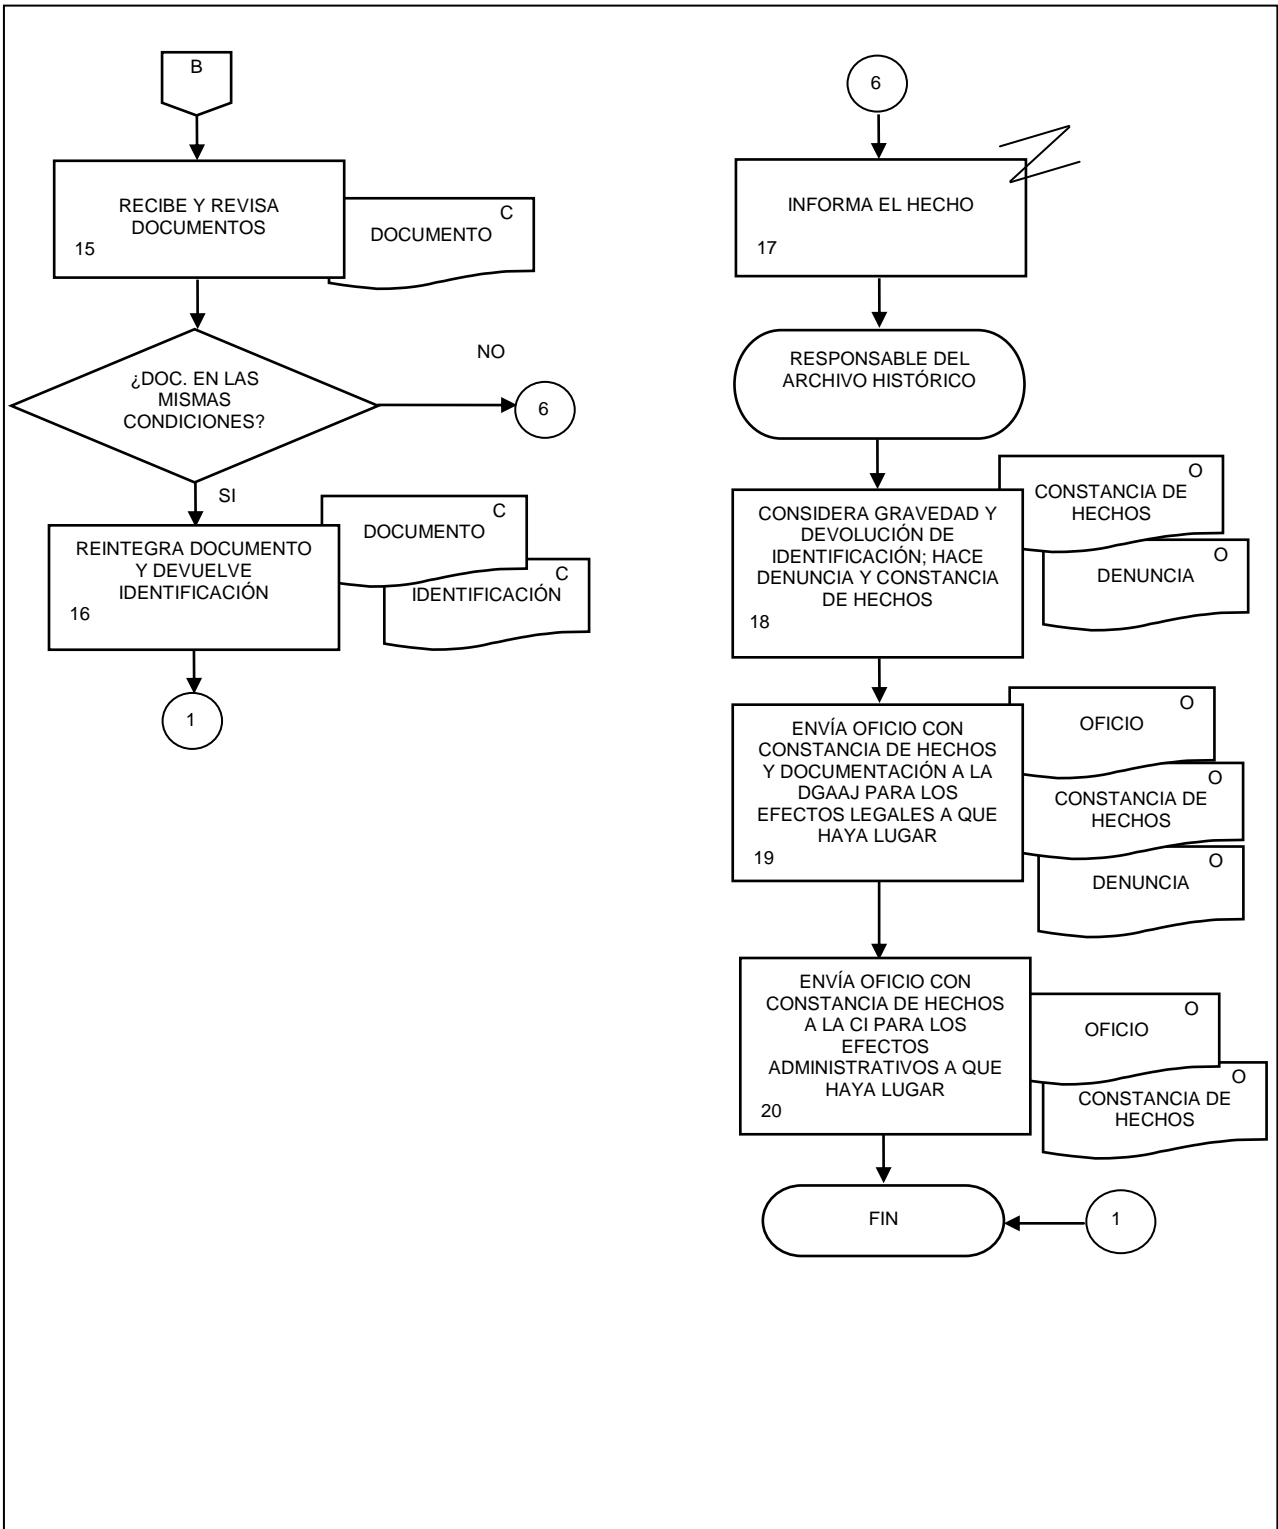 B
RECIBE Y REVISA
DOCUMENTOS
15
C
DOCUMENTO
¿DOC. EN LAS
MISMAS
CONDICIONES?
NO
6
SI
REINTEGRA DOCUMENTO
Y DEVUELVE
IDENTIFICACIÓN
16
C
DOCUMENTO
C
IDENTIFICACIÓN
1
6
INFORMA EL HECHO
17
RESPONSABLE DEL
ARCHIVO HISTÓRICO
CONSIDERA GRAVEDAD Y
DEVOLUCIÓN DE
IDENTIFICACIÓN; HACE
DENUNCIA Y CONSTANCIA
DE HECHOS
18
O
CONSTANCIA DE
HECHOS
O
DENUNCIA
ENVÍA OFICIO CON
CONSTANCIA DE HECHOS
Y DOCUMENTACIÓN A LA
DGAAJ PARA LOS
EFECTOS LEGALES A QUE
HAYA LUGAR
19
O
OFICIO
O
CONSTANCIA DE
HECHOS
O
DENUNCIA
ENVÍA OFICIO CON
CONSTANCIA DE HECHOS
A LA CI PARA LOS
EFECTOS
ADMINISTRATIVOS A QUE
HAYA LUGAR
20
O
OFICIO
O
CONSTANCIA DE
HECHOS
FIN
1